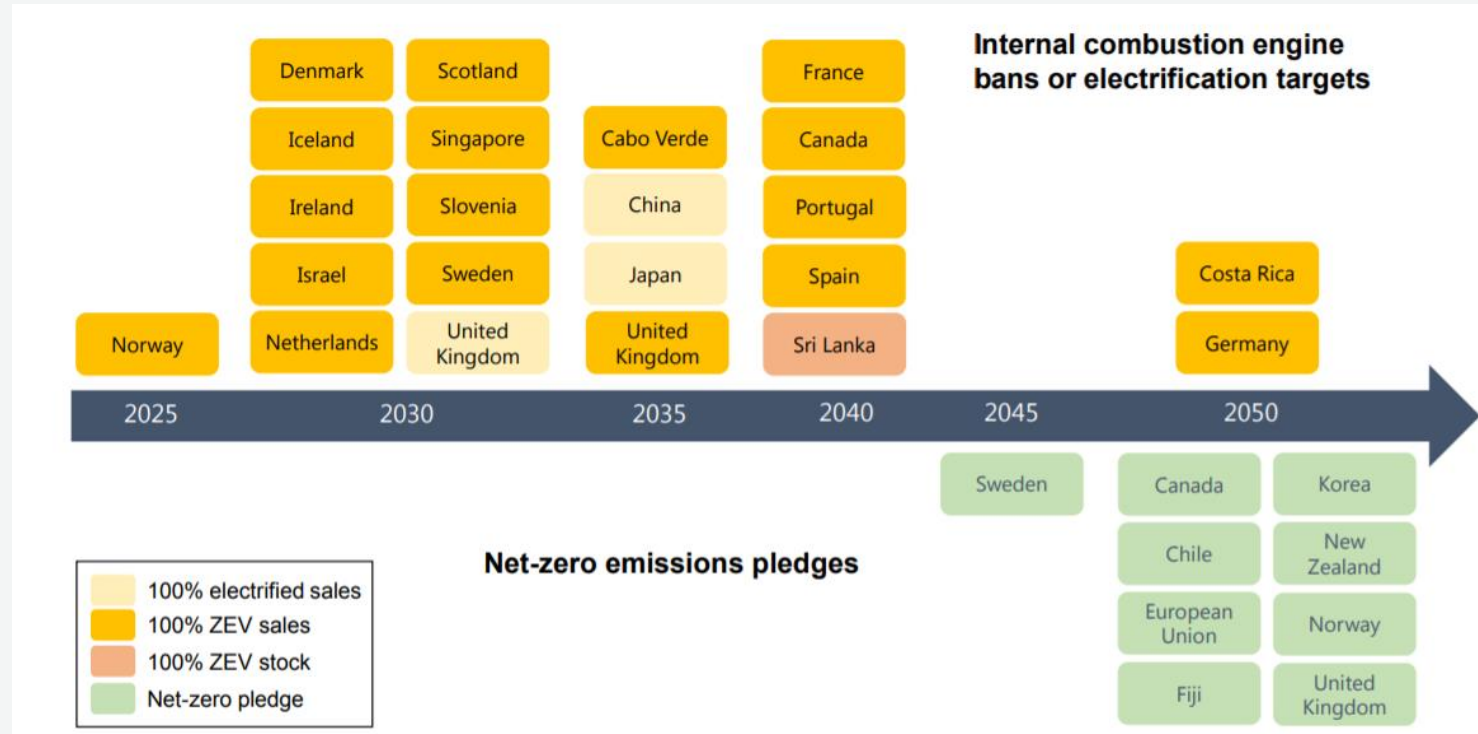 Internal combustion engine
bans or electrification targets
Denmark
Scotland
France
Iceland
Singapore
Cabo Verde
Canada
Ireland
Slovenia
China
Portugal
Israel
Sweden
Japan
Spain
Costa Rica
Norway
Netherlands
United
Kingdom
United
Kingdom
Sri Lanka
Germany
2025
2030
2035
2040
2045
2050
Sweden
Canada
Korea
Chile
New
Zealand
European
Union
Norway
Fiji
United
Kingdom
Net-zero emissions pledges
100% electrified sales
100% ZEV sales
100% ZEV stock
Net-zero pledge